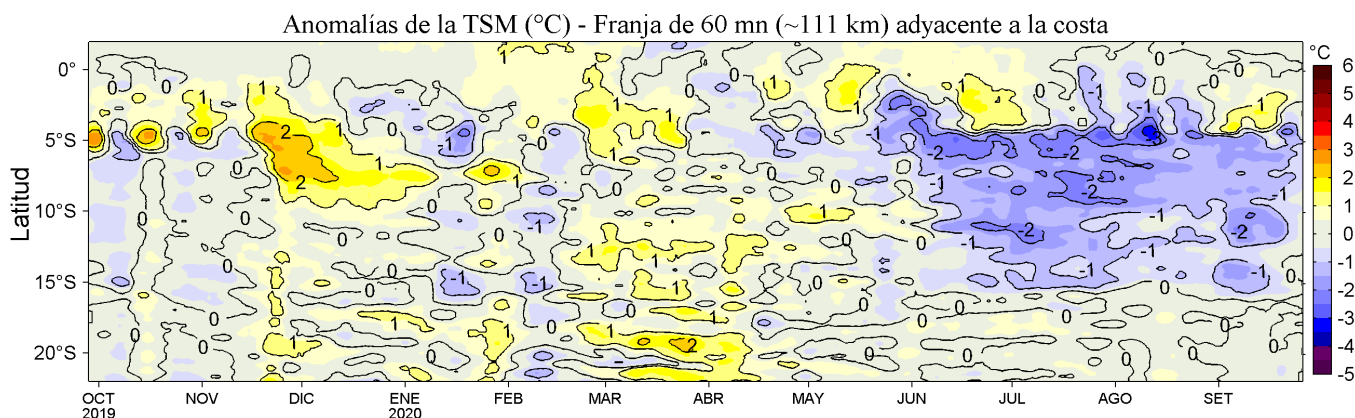 Anomalías de la TSM (°C) - Franja de 60 mn (~111 km) adyacente a la costa
°C
6
5
4
3
2
1
0
-1
-2
-3
-4
-5
Latitud
0°
5°S
10°S
15°S
20°S
OCT NOV DIC ENE FEB MAR ABR MAY JUN JUL AGO SET
2019 2020